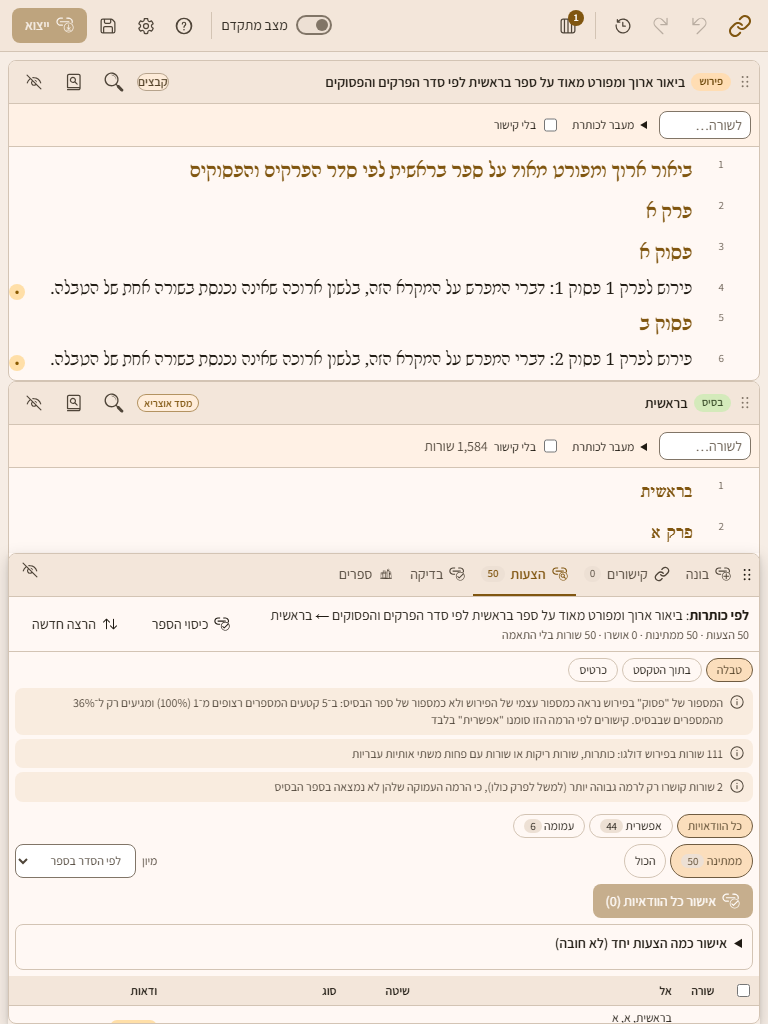 1
מצב מתקדם
ייצוא
פירוש ביאור ארוך ומפורט מאוד על ספר בראשית לפי סדר הפרקים והפסוקים
קבצים
לשורה...
מעבר לכותרת
בלי קישור
1 ביאור ארוך ומפורט מאוד על ספר בראשית לפי סדר הפרקים והפסוקים
2 פרק א
3 פסוק א
4 פירוש לפרק 1 פסוק 1: דברי המפרש על המקרא הזה, בלשון ארוכה שאינה נכנסת בשורה אחת של הטבלה.
5 פסוק ב
6 פירוש לפרק 1 פסוק 2: דברי המפרש על המקרא הזה, בלשון ארוכה שאינה נכנסת בשורה אחת של הטבלה.
בסיס בראשית
מסד אוצריא
לשורה...
מעבר לכותרת
בלי קישור
1,584 שורות
1 בראשית
2 פרק א
בונה
קישורים 0
הצעות 50
בדיקה
ספרים
לפי כותרות: ביאור ארוך ומפורט מאוד על ספר בראשית לפי סדר הפרקים והפסוקים ← בראשית
50 הצעות · 50 ממתינות · 0 אושרו · 50 שורות בלי התאמה
כיסוי הספר
הרצה חדשה
טבלה
בתוך הטקסט
כרטיס
המספור של "פסוק" בפירוש נראה כמספור עצמי של הפירוש ולא כמספור של ספר הבסיס: ב־5 קטעים המספרים רצופים מ־1 (100%) ומגיעים רק ל־36%
מהמספרים שבבסיס. קישורים לפי הרמה הזו סומנו "אפשרית" בלבד
111 שורות בפירוש דולגו: כותרות, שורות ריקות או שורות עם פחות משתי אותיות עבריות
2 שורות קושרו רק לרמה גבוהה יותר (למשל לפרק כולו), כי הרמה העמוקה שלהן לא נמצאה בספר הבסיס
כל הוודאויות
אפשרית 44
עמומה 6
ממתינה 50
הכול
מיון
לפי הסדר בספר
אישור כל הוודאיות (0)
אישור כמה הצעות יחד (לא חובה)
שורה
אל
שיטה
סוג
ודאות
בראשית, א, א